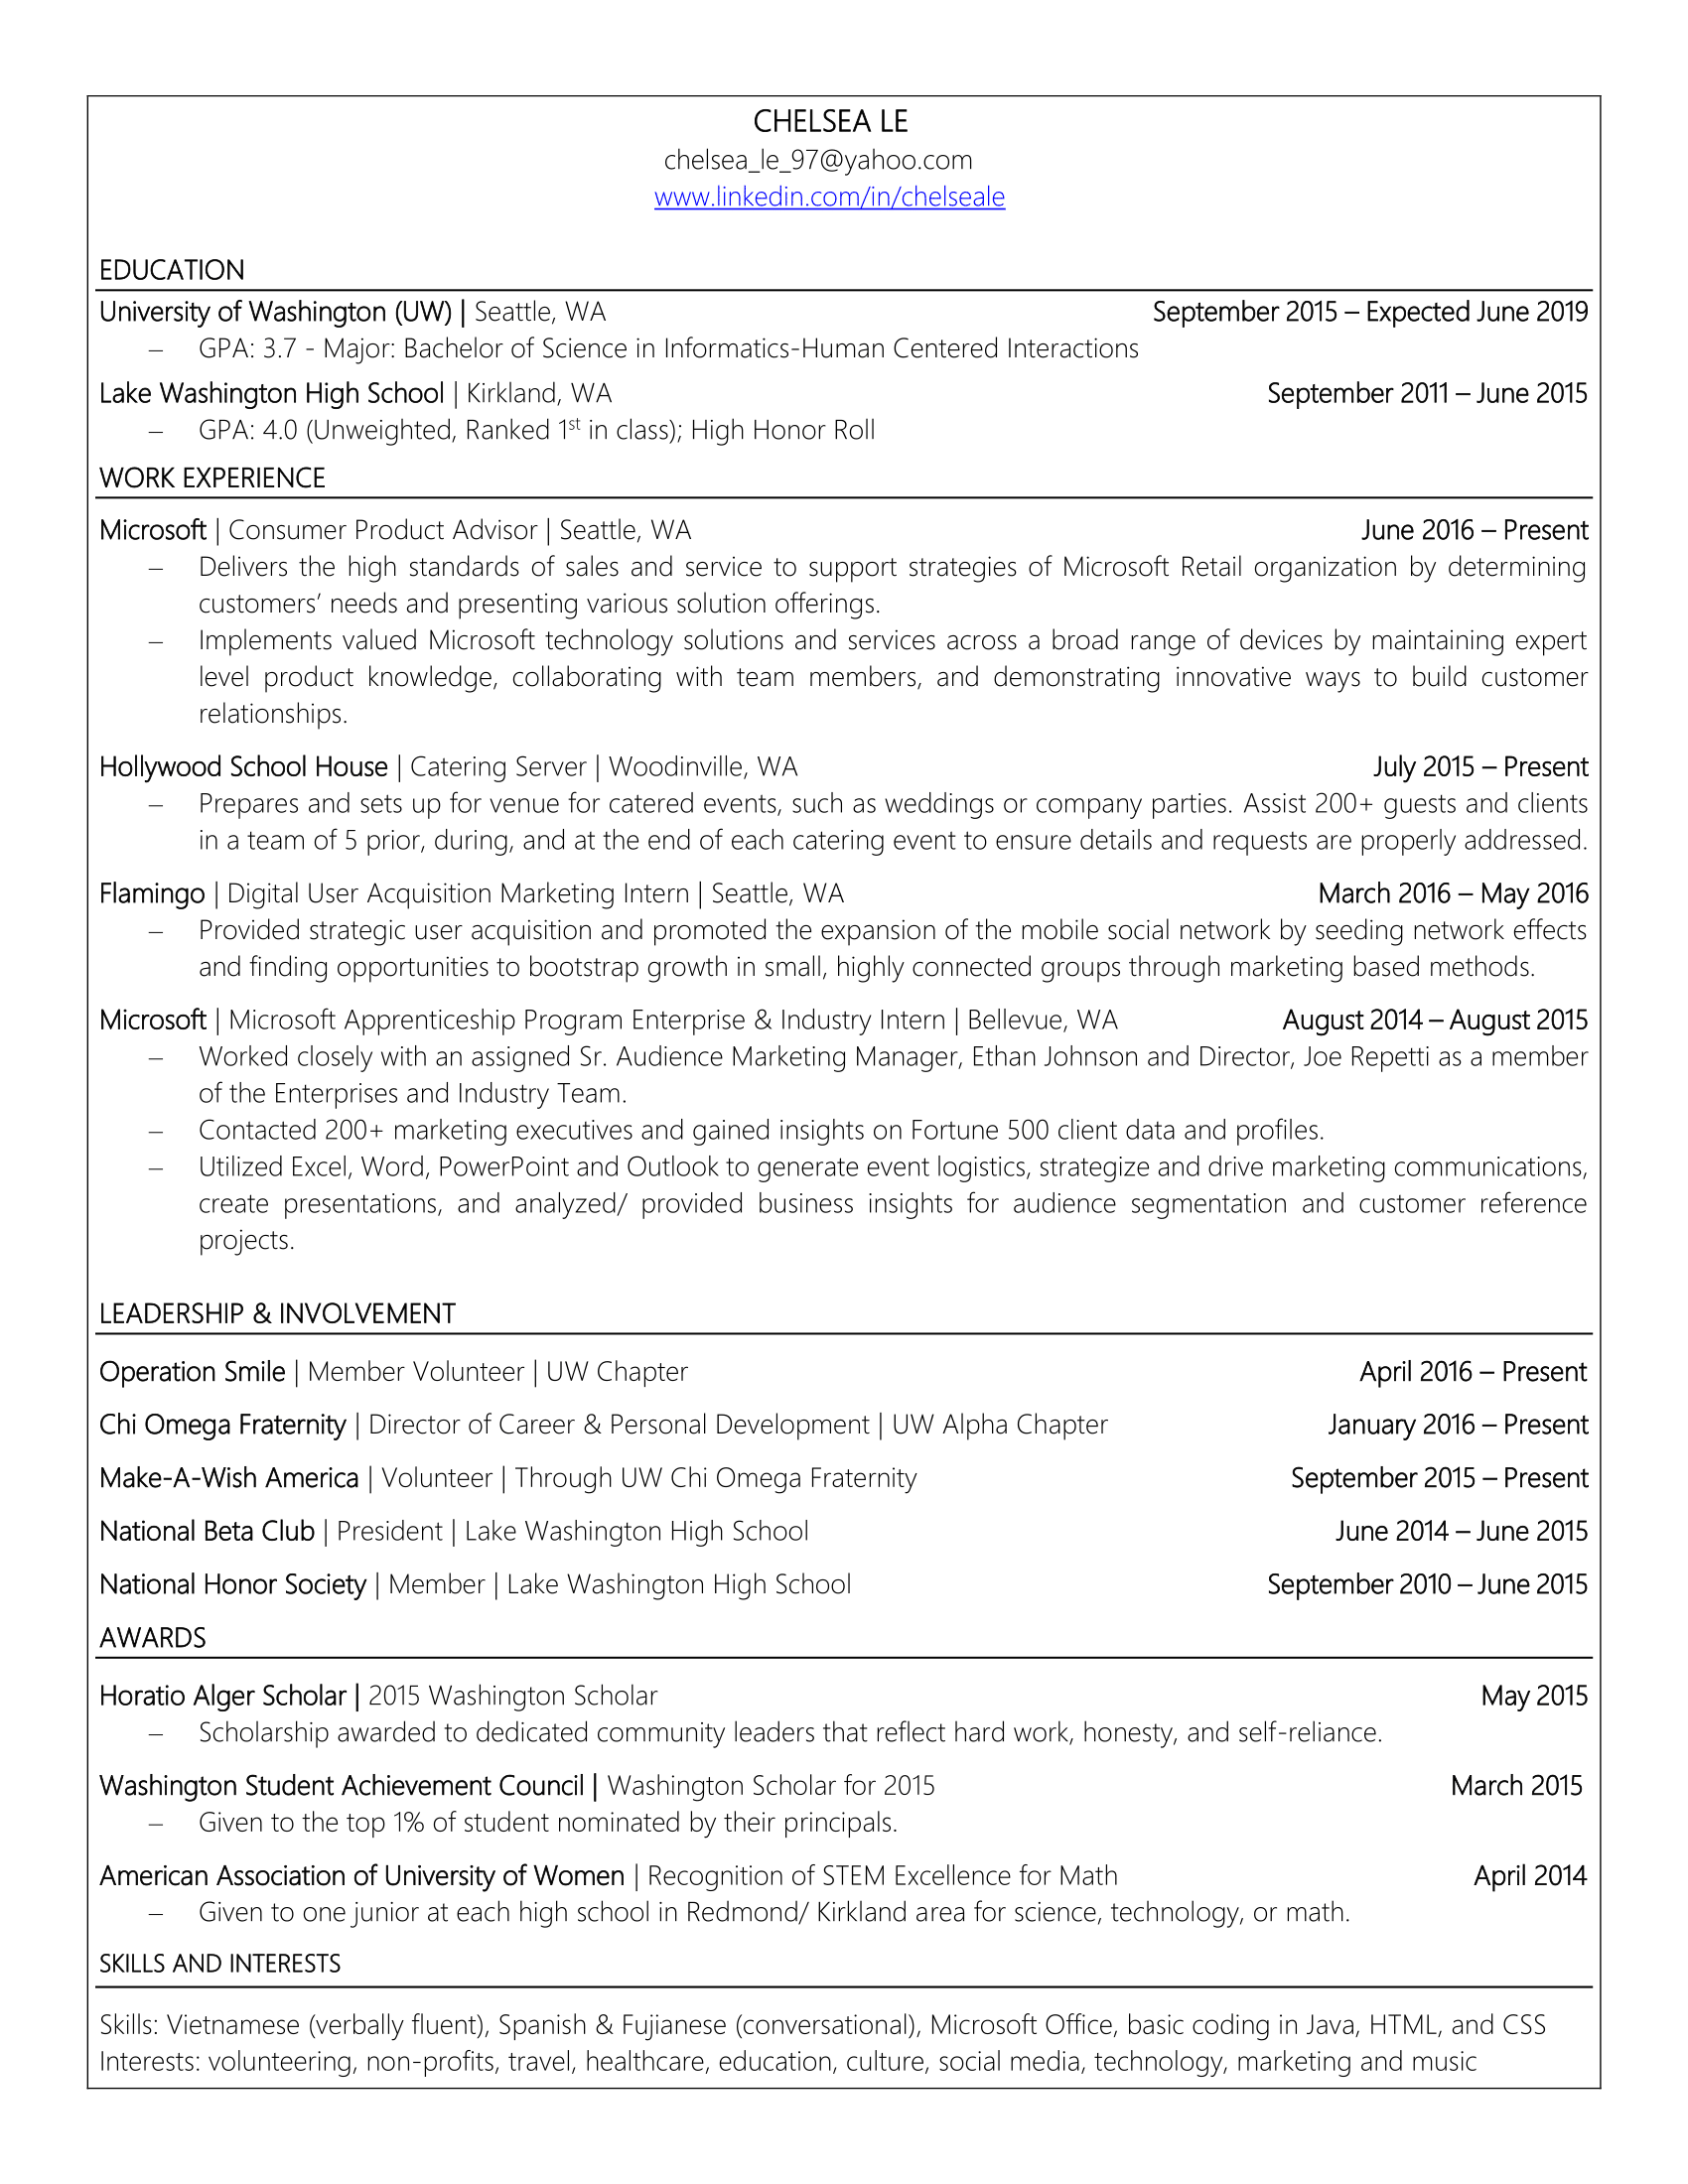 CHELSEA LE
chelsea_le_97@yahoo.com
www.linkedin.com/in/chelseale
EDUCATION
University of Washington (UW) | Seattle, WA September 2015 – Expected June 2019
– GPA: 3.7 - Major: Bachelor of Science in Informatics-Human Centered Interactions
Lake Washington High School | Kirkland, WA September 2011 – June 2015
– GPA: 4.0 (Unweighted, Ranked 1st in class); High Honor Roll
WORK EXPERIENCE
Microsoft | Consumer Product Advisor | Seattle, WA June 2016 – Present
– Delivers the high standards of sales and service to support strategies of Microsoft Retail organization by determining
customers’ needs and presenting various solution offerings.
– Implements valued Microsoft technology solutions and services across a broad range of devices by maintaining expert
level product knowledge, collaborating with team members, and demonstrating innovative ways to build customer
relationships.
Hollywood School House | Catering Server | Woodinville, WA July 2015 – Present
– Prepares and sets up for venue for catered events, such as weddings or company parties. Assist 200+ guests and clients
in a team of 5 prior, during, and at the end of each catering event to ensure details and requests are properly addressed.
Flamingo | Digital User Acquisition Marketing Intern | Seattle, WA March 2016 – May 2016
– Provided strategic user acquisition and promoted the expansion of the mobile social network by seeding network effects
and finding opportunities to bootstrap growth in small, highly connected groups through marketing based methods.
Microsoft | Microsoft Apprenticeship Program Enterprise & Industry Intern | Bellevue, WA August 2014 – August 2015
– Worked closely with an assigned Sr. Audience Marketing Manager, Ethan Johnson and Director, Joe Repetti as a member
of the Enterprises and Industry Team.
– Contacted 200+ marketing executives and gained insights on Fortune 500 client data and profiles.
– Utilized Excel, Word, PowerPoint and Outlook to generate event logistics, strategize and drive marketing communications,
create presentations, and analyzed/ provided business insights for audience segmentation and customer reference
projects.
LEADERSHIP & INVOLVEMENT
Operation Smile | Member Volunteer | UW Chapter April 2016 – Present
Chi Omega Fraternity | Director of Career & Personal Development | UW Alpha Chapter January 2016 – Present
Make-A-Wish America | Volunteer | Through UW Chi Omega Fraternity September 2015 – Present
National Beta Club | President | Lake Washington High School June 2014 – June 2015
National Honor Society | Member | Lake Washington High School September 2010 – June 2015
AWARDS
Horatio Alger Scholar | 2015 Washington Scholar May 2015
– Scholarship awarded to dedicated community leaders that reflect hard work, honesty, and self-reliance.
Washington Student Achievement Council | Washington Scholar for 2015 March 2015
– Given to the top 1% of student nominated by their principals.
American Association of University of Women | Recognition of STEM Excellence for Math April 2014
– Given to one junior at each high school in Redmond/ Kirkland area for science, technology, or math.
SKILLS AND INTERESTS
Skills: Vietnamese (verbally fluent), Spanish & Fujianese (conversational), Microsoft Office, basic coding in Java, HTML, and CSS
Interests: volunteering, non-profits, travel, healthcare, education, culture, social media, technology, marketing and music